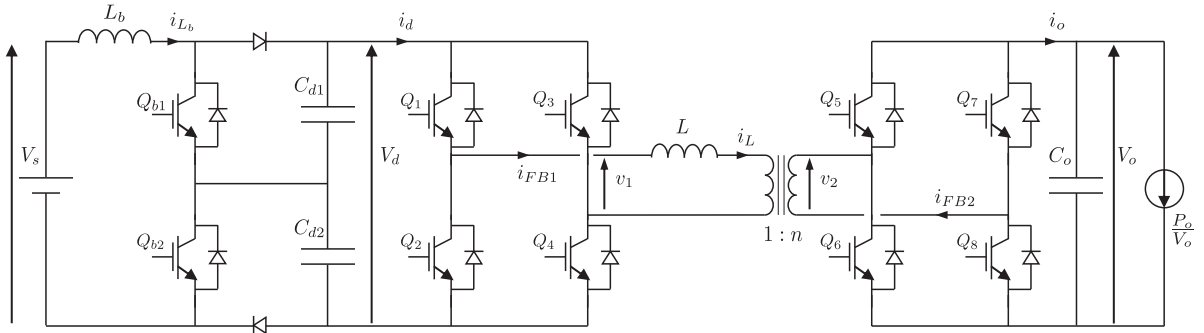 L_b
i_{L_b}
i_d
i_o
Q_{b1}
C_{d1}
Q_1
Q_3
Q_5
Q_7
V_s
V_d
i_{FB1}
L
i_L
v_1
v_2
C_o
V_o
1 : n
i_{FB2}
P_o
V_o
Q_{b2}
C_{d2}
Q_2
Q_4
Q_6
Q_8